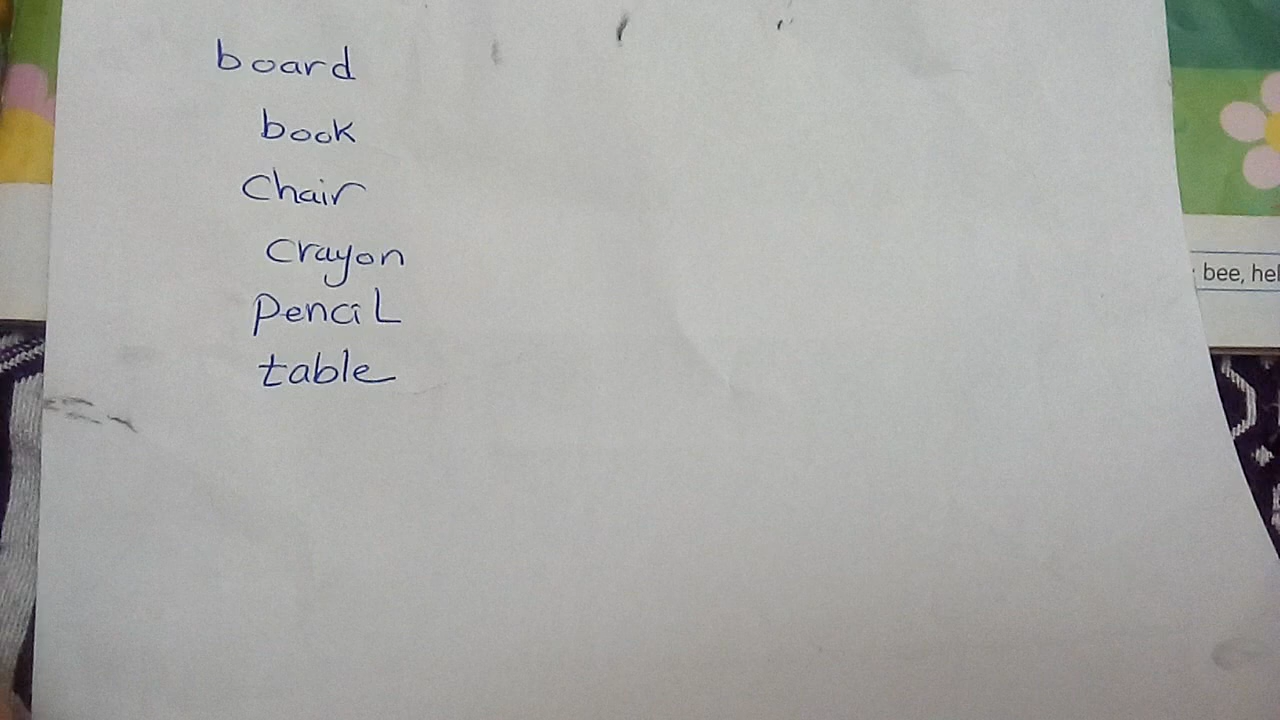 board
book
Chair
Crayon
pencil
table
bee, hel